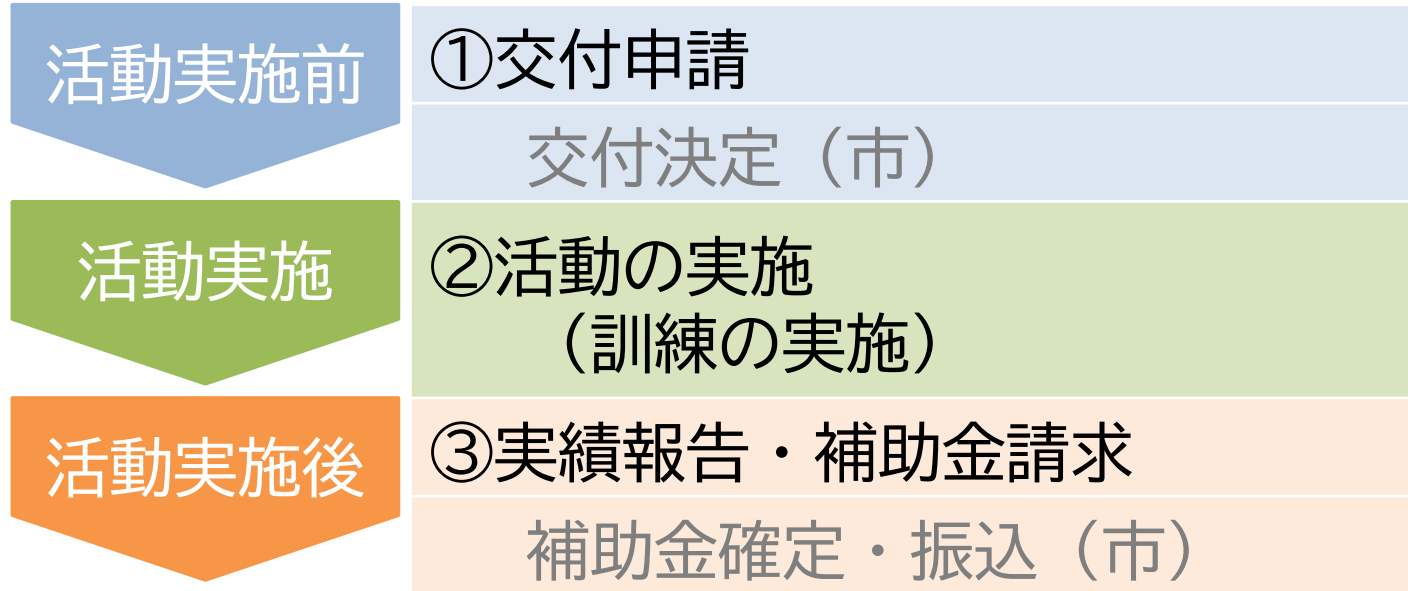 活動実施前
①交付申請
交付決定（市）
活動実施
②活動の実施
（訓練の実施）
活動実施後
③実績報告・補助金請求
補助金確定・振込（市）